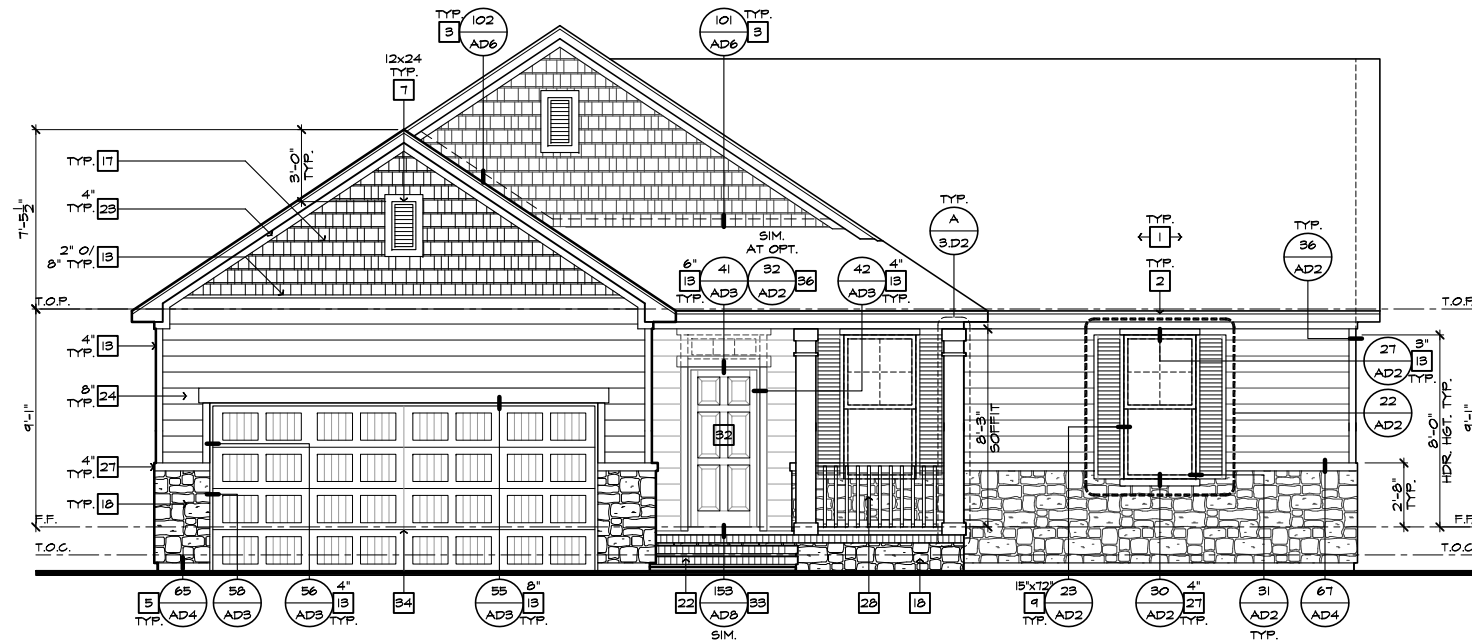 TYP.
3
102
AD6
101
AD6
TYP.
3
12x24
TYP.
7
TYP. 17
3'-0"
TYP.
7'-5½"
4"
TYP. 23
2" O/
8" TYP. 13
TYP.
A
3.D2
TYP.
1
TYP.
2
TYP.
36
AD2
SIM.
AT OPT.
6"
13
TYP.
41
AD3
32
AD2
36
42
AD3
4"
13
TYP.
T.O.P.
T.O.P.
4"
TYP. 13
27
AD2
3"
13
TYP.
8"
TYP. 24
22
AD2
9'-1"
8'-3"
SOFFIT
8'-0"
HDR. HGT. TYP.
9'-1"
32
4"
TYP. 27
TYP. 18
2'-8"
TYP.
F.F.
F.F.
T.O.C.
T.O.C.
5
TYP.
65
AD4
58
AD3
56
AD3
4"
13
TYP.
34
55
AD3
8"
13
TYP.
22
153
AD8
33
SIM.
28
18
15"x72"
9
TYP.
23
AD2
30
AD2
4"
27
TYP.
31
AD2
TYP.
67
AD4